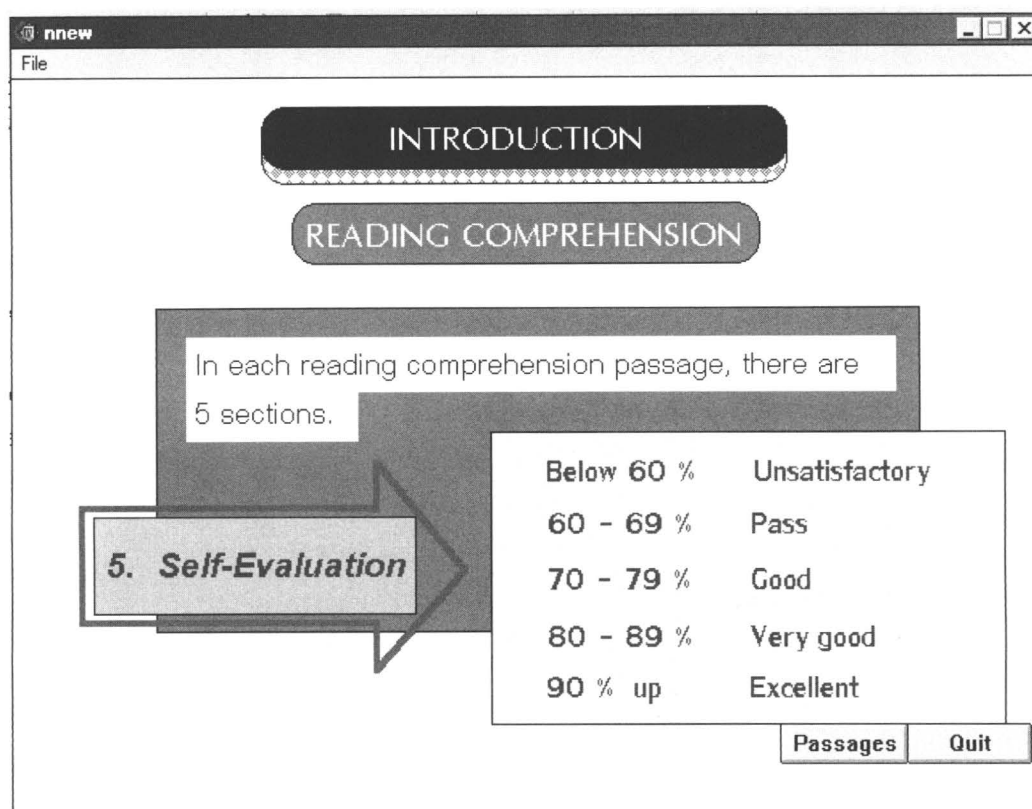 nnew
File
INTRODUCTION
READING COMPREHENSION
In each reading comprehension passage, there are
5 sections.
5. Self-Evaluation
Below 60 % Unsatisfactory
60 - 69 % Pass
70 - 79 % Good
80 - 89 % Very good
90 % up Excellent
Passages Quit